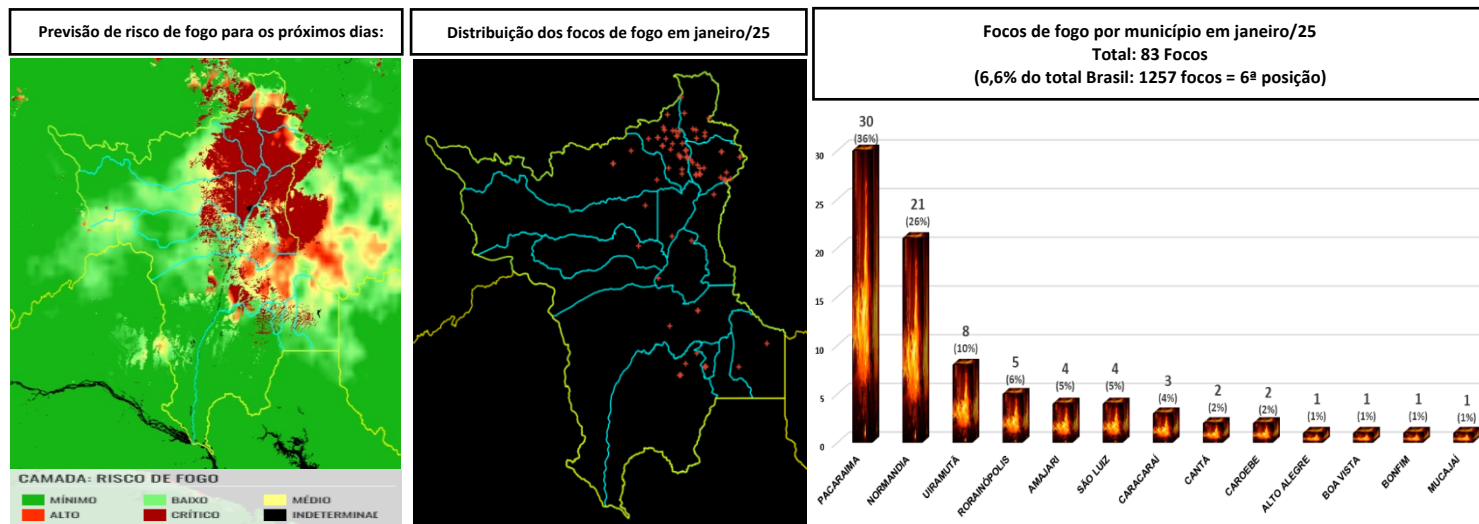 Previsão de risco de fogo para os próximos dias:
CAMADA: RISCO DE FOGO
MÍNIMO
BAIXO
MÉDIO
ALTO
CRÍTICO
INDETERMINAD
Distribuição dos focos de fogo em janeiro/25
Focos de fogo por município em janeiro/25
Total: 83 Focos
(6,6% do total Brasil: 1257 focos = 6ª posição)
30
25
20
15
10
5
0
30
(36%)
21
(26%)
8
(10%)
5
(6%)
4
(5%)
4
(5%)
3
(4%)
2
(2%)
2
(2%)
1
(1%)
1
(1%)
1
(1%)
1
(1%)
PACARAIMA
NORMANDIA
UIRAMUTÃ
RORAINÓPOLIS
AMAJARI
SÃO LUIZ
CARACARAÍ
CANTÁ
CAROEBE
ALTO ALEGRE
BOA VISTA
BONFIM
MUCAJAÍ